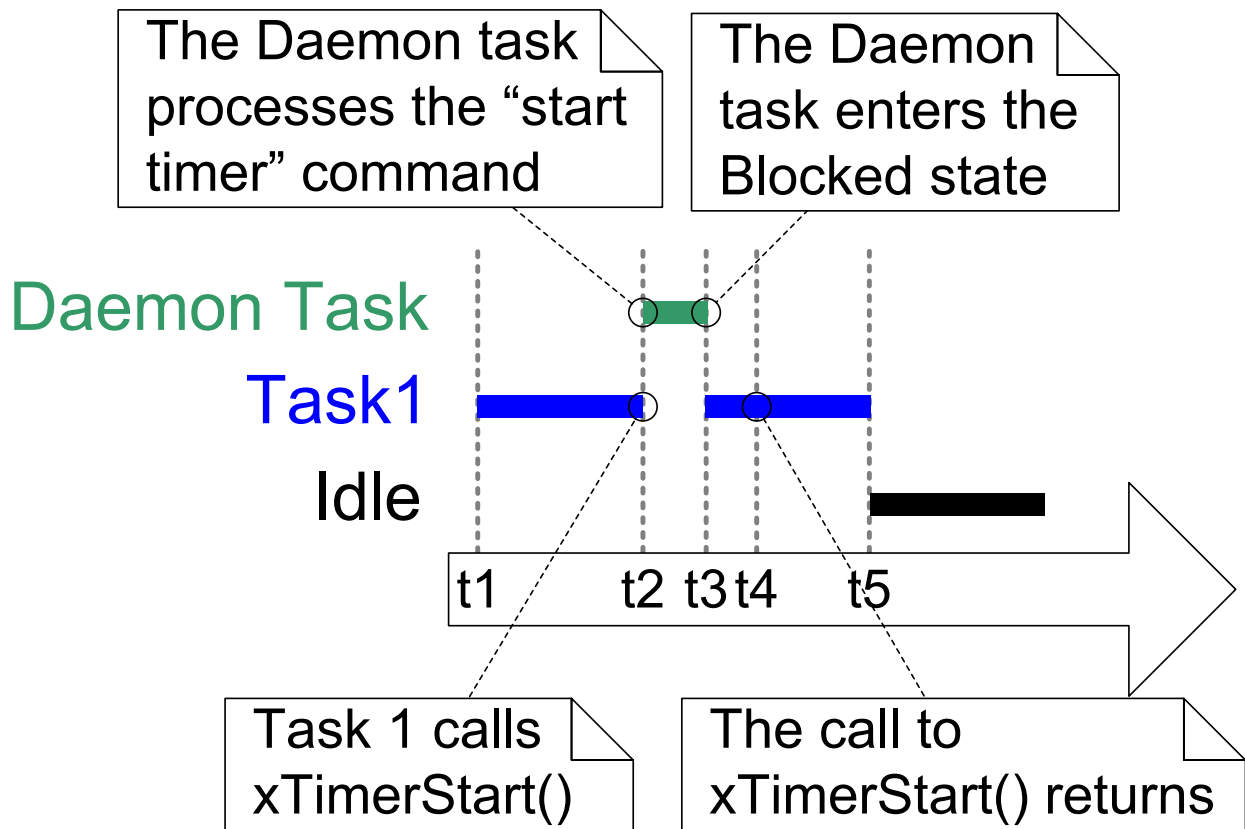 The Daemon task
processes the “start
timer” command
The Daemon
task enters the
Blocked state
Daemon Task
Task1
Idle
t1 t2 t3 t4 t5
Task 1 calls
xTimerStart()
The call to
xTimerStart() returns